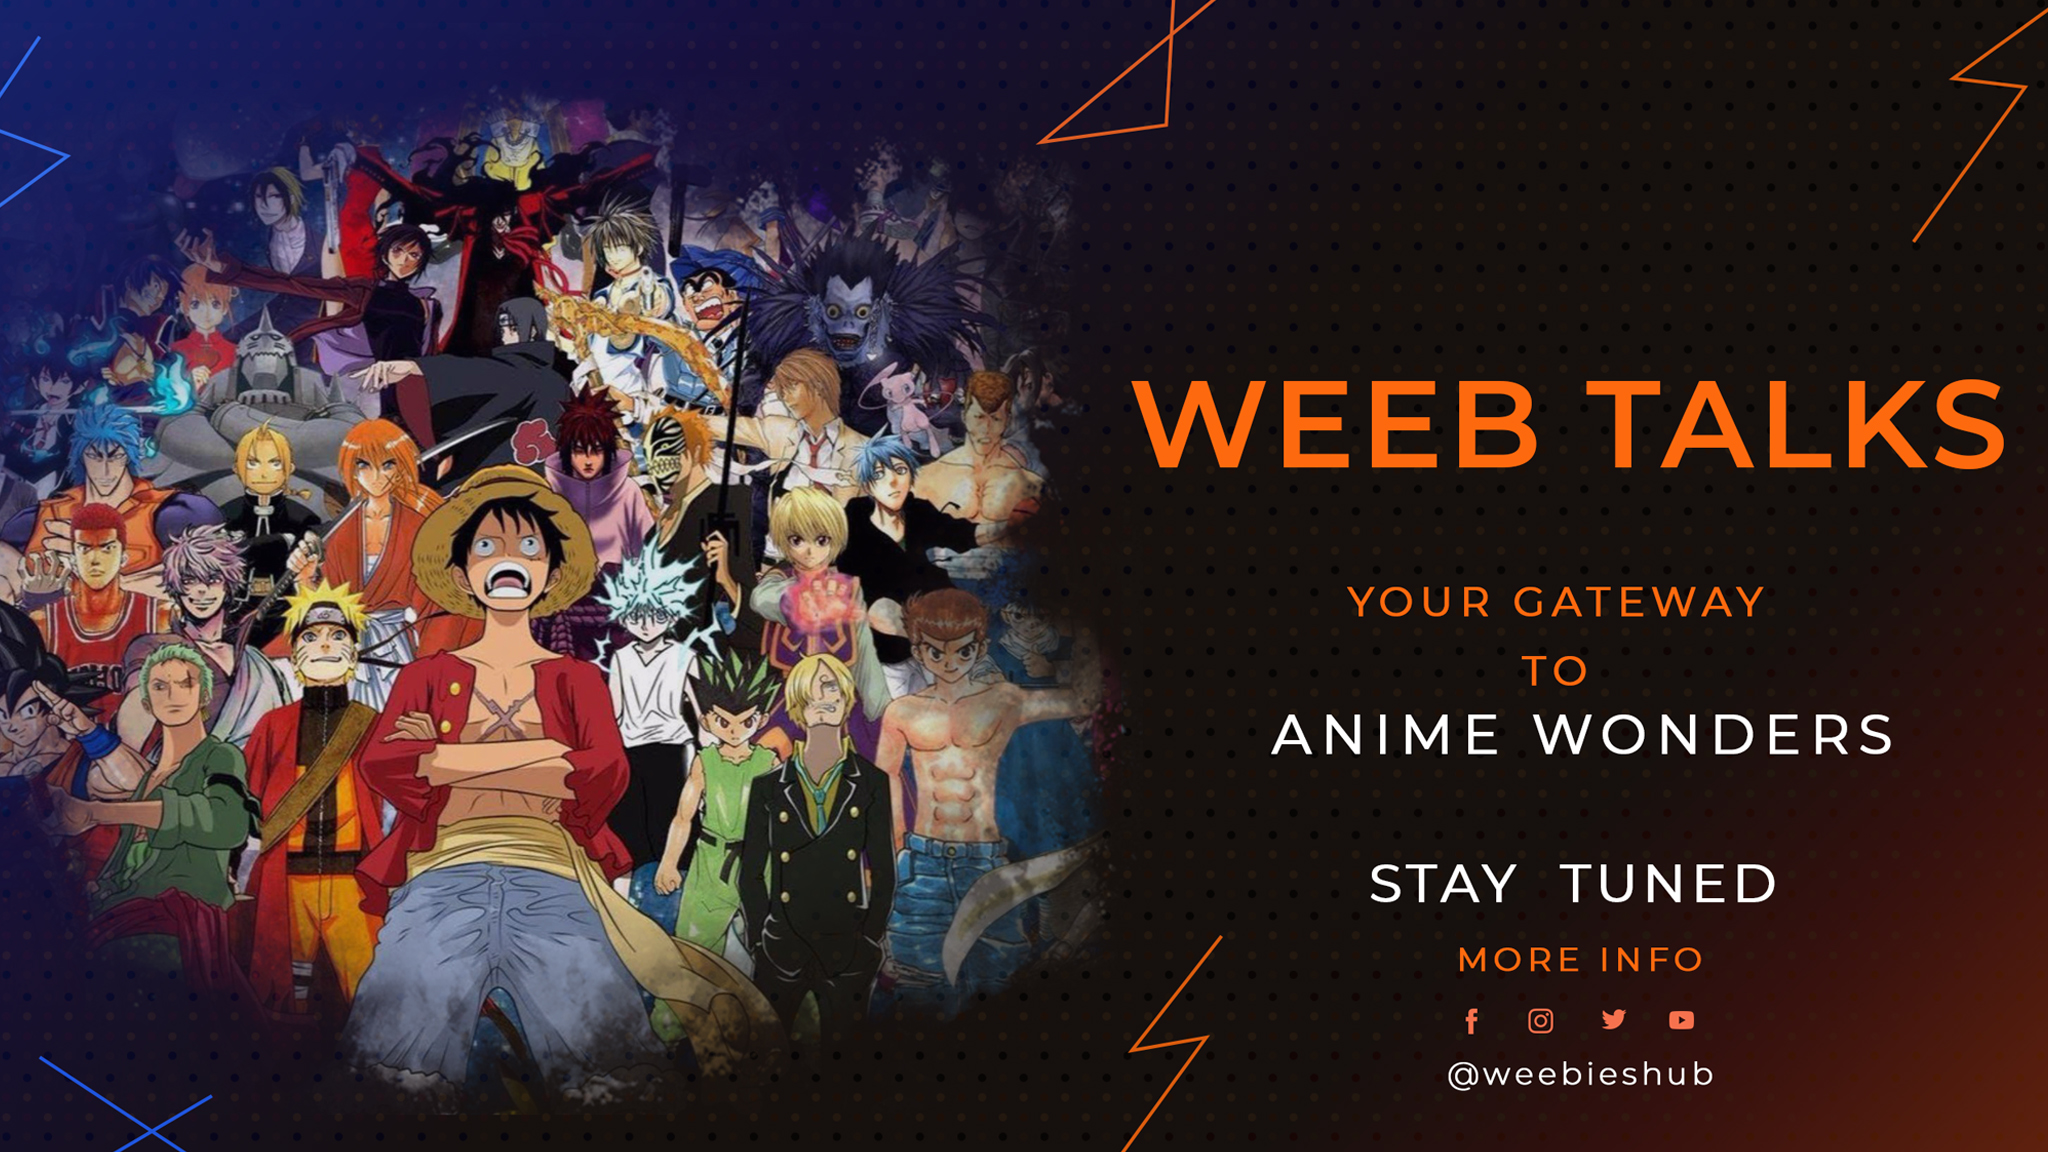 WEEB TALKS
YOUR GATEWAY
TO
ANIME WONDERS
STAY TUNED
MORE INFO
@weebieshub